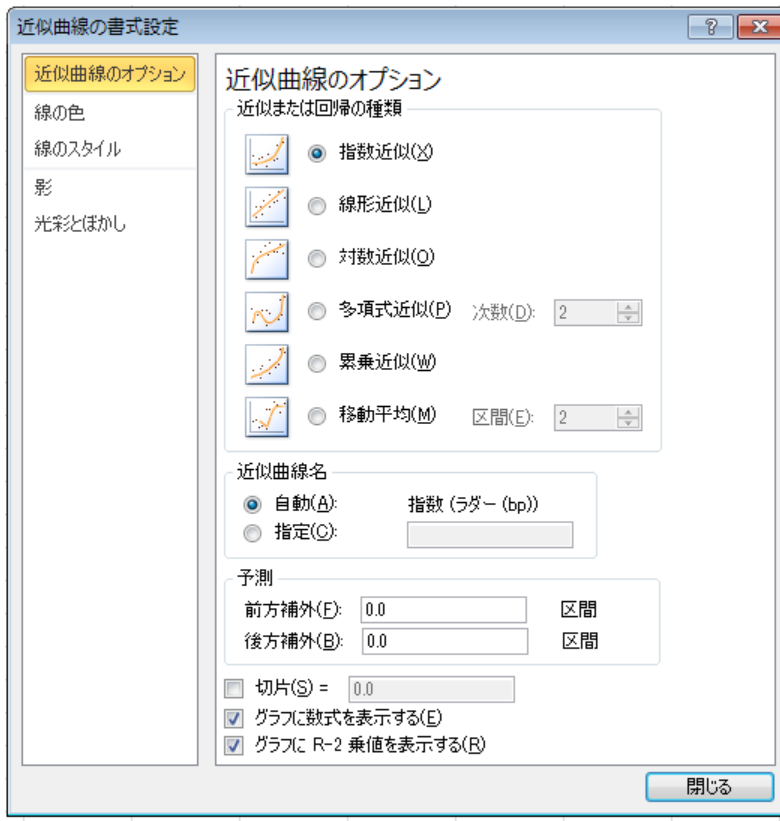 近似曲線の書式設定
近似曲線のオプション
線の色
線のスタイル
影
光彩とぼかし
近似曲線のオプション
近似または回帰の種類
指数近似(X)
線形近似(L)
対数近似(O)
多項式近似(P) 次数(D): 2
累乗近似(W)
移動平均(M) 区間(E): 2
近似曲線名
自動(A): 指数 (ラダー (bp))
指定(C):
予測
前方補外(F): 0.0 区間
後方補外(B): 0.0 区間
切片(S) = 0.0
グラフに数式を表示する(E)
グラフに R-2 乗値を表示する(R)
閉じる